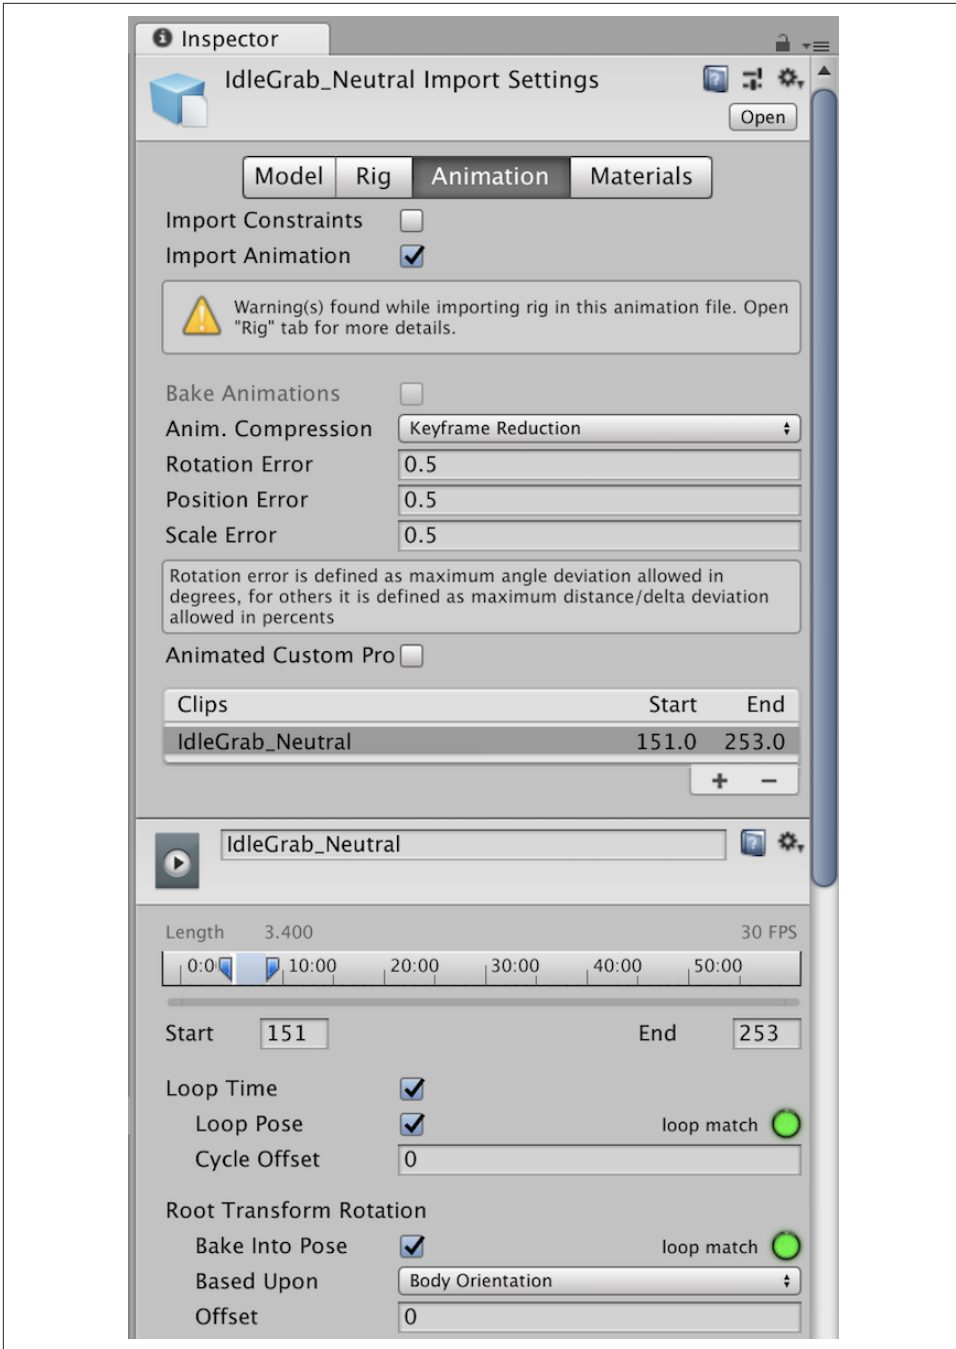 Inspector
IdleGrab_Neutral Import Settings
Open
Model Rig Animation Materials
Import Constraints
Import Animation
Warning(s) found while importing rig in this animation file. Open
"Rig" tab for more details.
Bake Animations
Anim. Compression Keyframe Reduction
Rotation Error 0.5
Position Error 0.5
Scale Error 0.5
Rotation error is defined as maximum angle deviation allowed in
degrees, for others it is defined as maximum distance/delta deviation
allowed in percents
Animated Custom Pro
Clips Start End
IdleGrab_Neutral 151.0 253.0
+ −
IdleGrab_Neutral
Length 3.400 30 FPS
0:0 10:00 20:00 30:00 40:00 50:00
Start 151 End 253
Loop Time
Loop Pose loop match
Cycle Offset 0
Root Transform Rotation
Bake Into Pose loop match
Based Upon Body Orientation
Offset 0